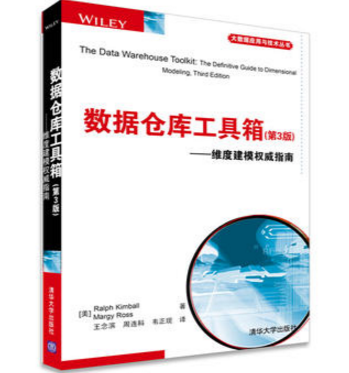 WILEY
大数据应用与技术丛书
The Data Warehouse Toolkit: The Definitive Guide to Dimensional
Modeling, Third Edition
数据仓库工具箱(第3版)
——维度建模权威指南
[美] Ralph Kimball
Margy Ross 著
王念滨 周连科 韦正现 译
清华大学出版社
WILEY
数据仓库工具箱(第3版)
——维度建模权威指南
清华大学出版社